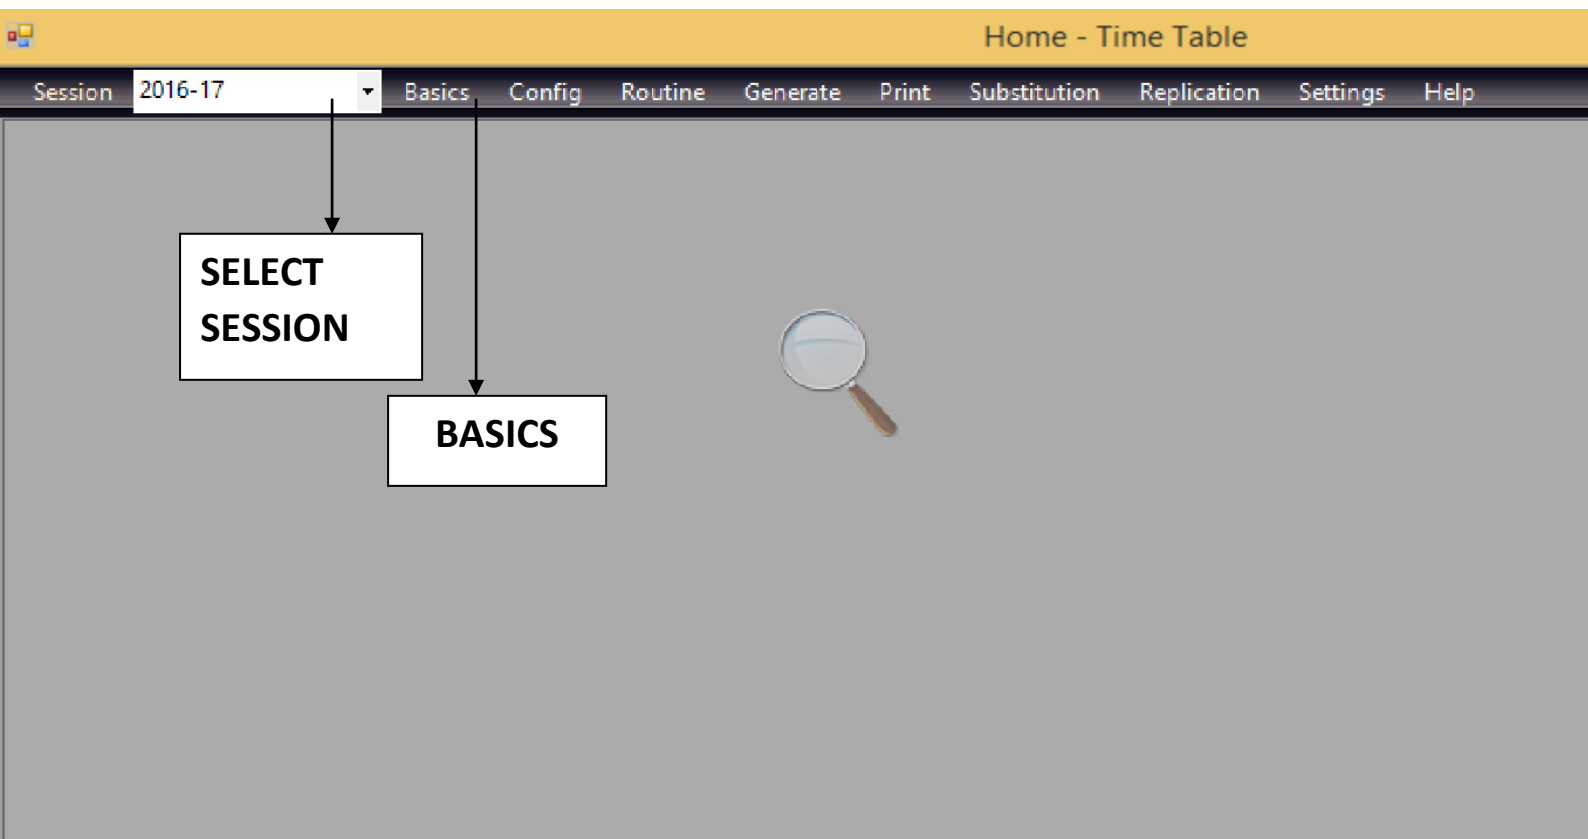 Home - Time Table
Session 2016-17 Basics Config Routine Generate Print Substitution Replication Settings Help
SELECT
SESSION
BASICS